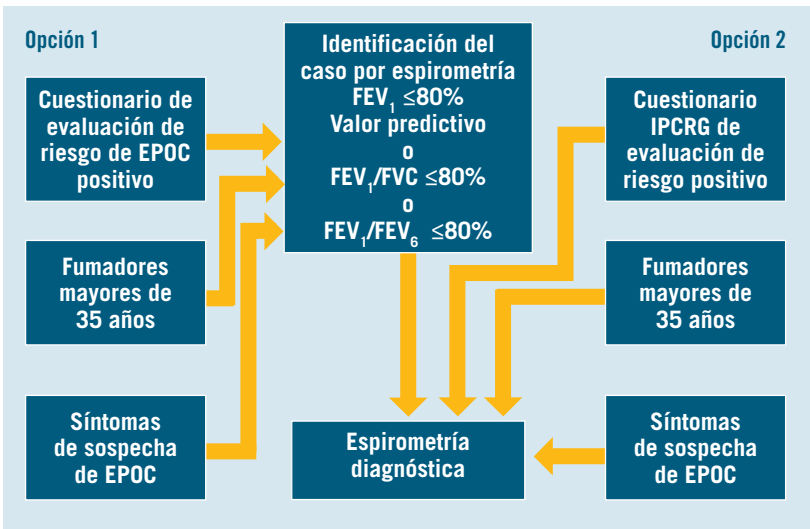 Opción 1
Cuestionario de
evaluación de
riesgo de EPOC
positivo
Fumadores
mayores de
35 años
Síntomas
de sospecha
de EPOC
Identificación del
caso por espirometría
FEV₁ ≤80%
Valor predictivo
o
FEV₁/FVC ≤80%
o
FEV₁/FEV₆ ≤80%
Espirometría
diagnóstica
Opción 2
Cuestionario
IPCRG de
evaluación de
riesgo positivo
Fumadores
mayores de
35 años
Síntomas
de sospecha
de EPOC